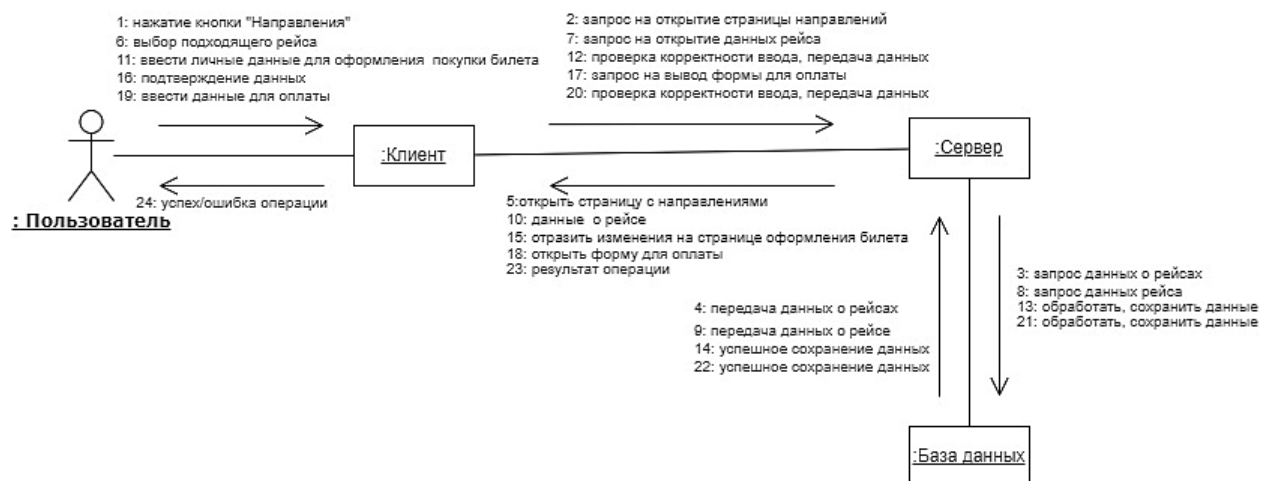 1: нажатие кнопки "Направления"
6: выбор подходящего рейса
11: ввести личные данные для оформления покупки билета
16: подтверждение данных
19: ввести данные для оплаты
2: запрос на открытие страницы направлений
7: запрос на открытие данных рейса
12: проверка корректности ввода, передача данных
17: запрос на вывод формы для оплаты
20: проверка корректности ввода, передача данных
:Клиент
:Сервер
24: успех/ошибка операции
: Пользователь
5:открыть страницу с направлениями
10: данные о рейсе
15: отразить изменения на странице оформления билета
18: открыть форму для оплаты
23: результат операции
3: запрос данных о рейсах
8: запрос данных рейса
13: обработать, сохранить данные
21: обработать, сохранить данные
4: передача данных о рейсах
9: передача данных о рейсе
14: успешное сохранение данных
22: успешное сохранение данных
:База данных